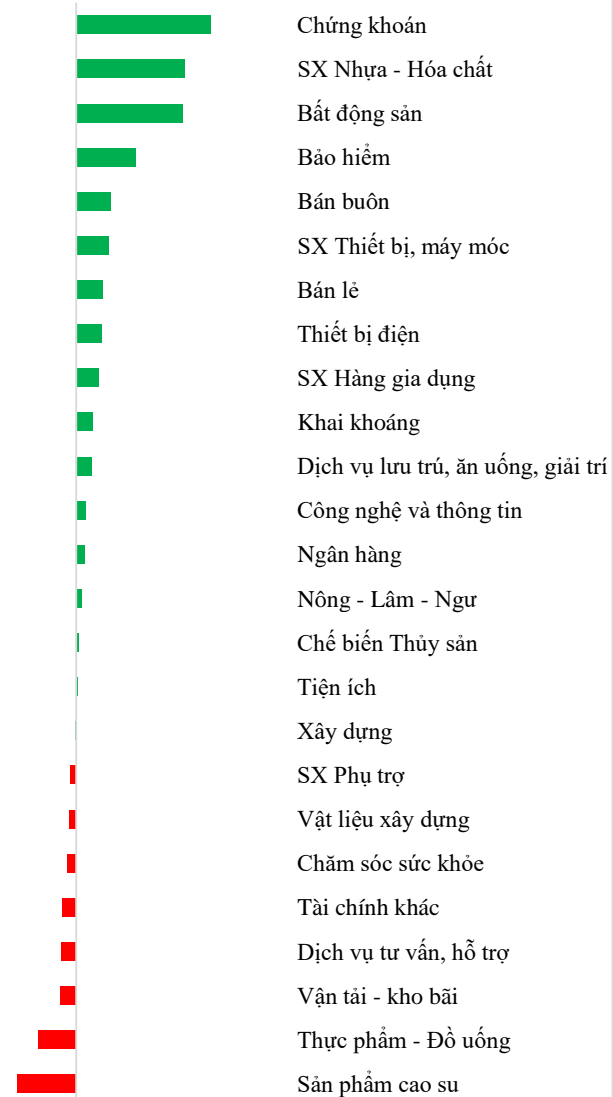 Chứng khoán
SX Nhựa - Hóa chất
Bất động sản
Bảo hiểm
Bán buôn
SX Thiết bị, máy móc
Bán lẻ
Thiết bị điện
SX Hàng gia dụng
Khai khoáng
Dịch vụ lưu trú, ăn uống, giải trí
Công nghệ và thông tin
Ngân hàng
Nông - Lâm - Ngư
Chế biến Thủy sản
Tiện ích
Xây dựng
SX Phụ trợ
Vật liệu xây dựng
Chăm sóc sức khỏe
Tài chính khác
Dịch vụ tư vấn, hỗ trợ
Vận tải - kho bãi
Thực phẩm - Đồ uống
Sản phẩm cao su